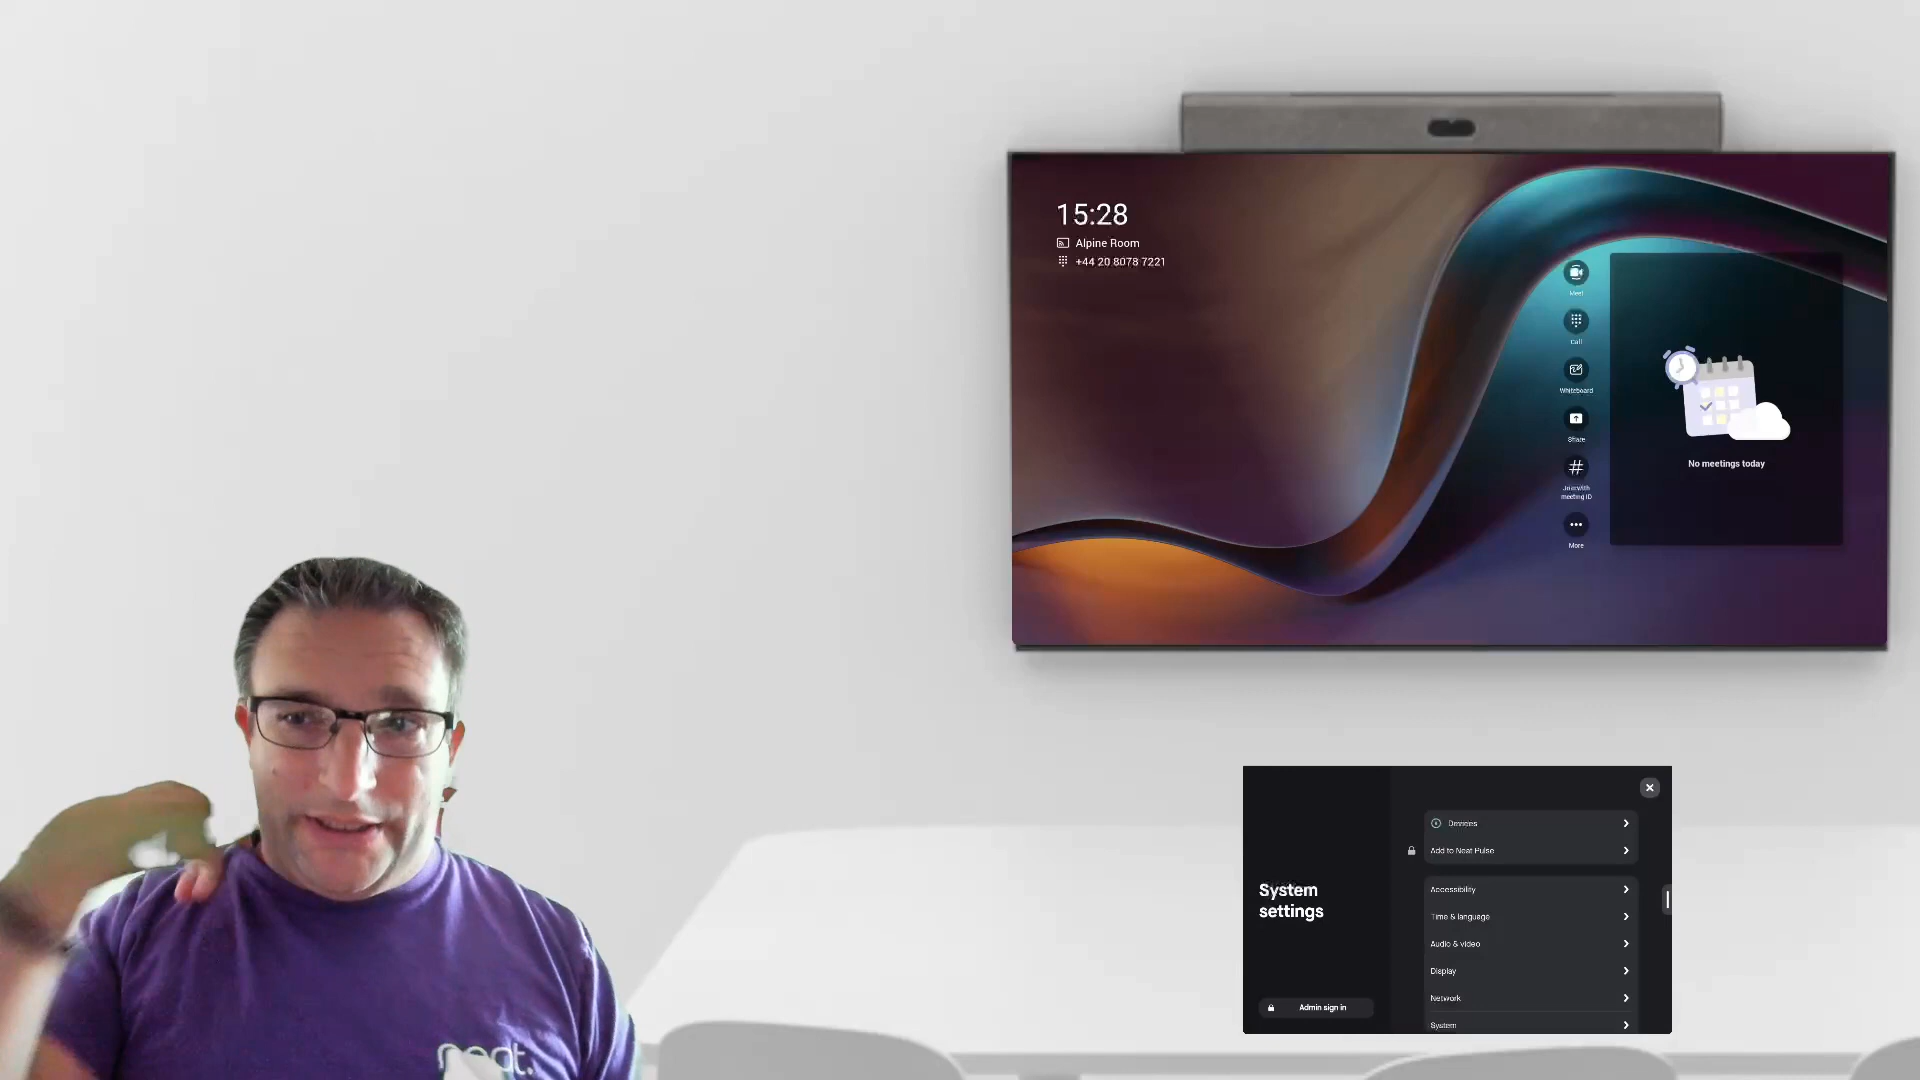 15:28
Alpine Room
+44 20 8078 7221
Meet
Call
Whiteboard
Share
Join with
meeting ID
More
No meetings today
System
settings
Admin sign in
Devices
Add to Neat Pulse
Accessibility
Time & language
Audio & video
Display
Network
System
neat.